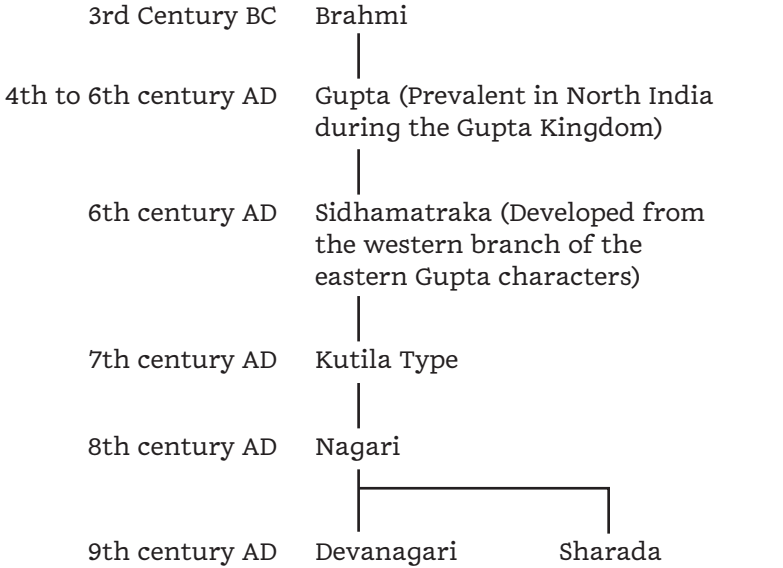 3rd Century BC Brahmi
4th to 6th century AD Gupta (Prevalent in North India
during the Gupta Kingdom)
6th century AD Sidhamatraka (Developed from
the western branch of the
eastern Gupta characters)
7th century AD Kutila Type
8th century AD Nagari
9th century AD Devanagari Sharada